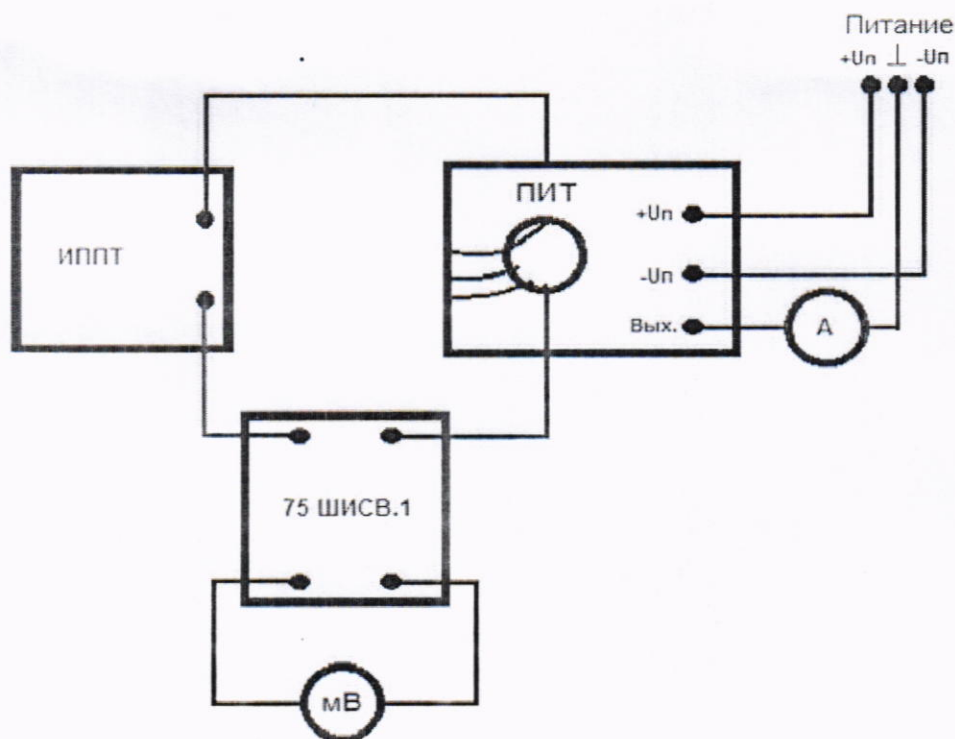 Питание
+Uп ⊥ -Uп
ПИТ
+Uп
ИППТ
-Uп
Вых.
А
75 ШИСВ.1
мВ